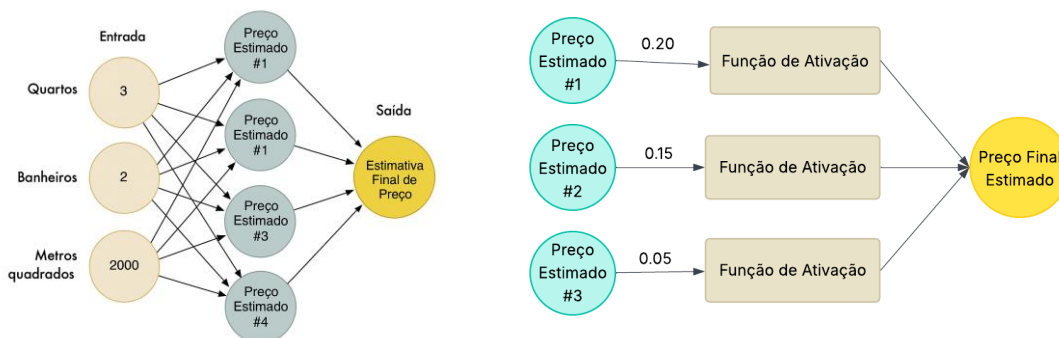 Entrada
Quartos
3
Banheiros
2
Metros
quadrados
2000
Preço
Estimado
#1
Preço
Estimado
#1
Preço
Estimado
#3
Preço
Estimado
#4
Saída
Estimativa
Final de
Preço
Preço
Estimado
#1
0.20
Função de Ativação
Preço
Estimado
#2
0.15
Função de Ativação
Preço
Estimado
#3
0.05
Função de Ativação
Preço Final
Estimado